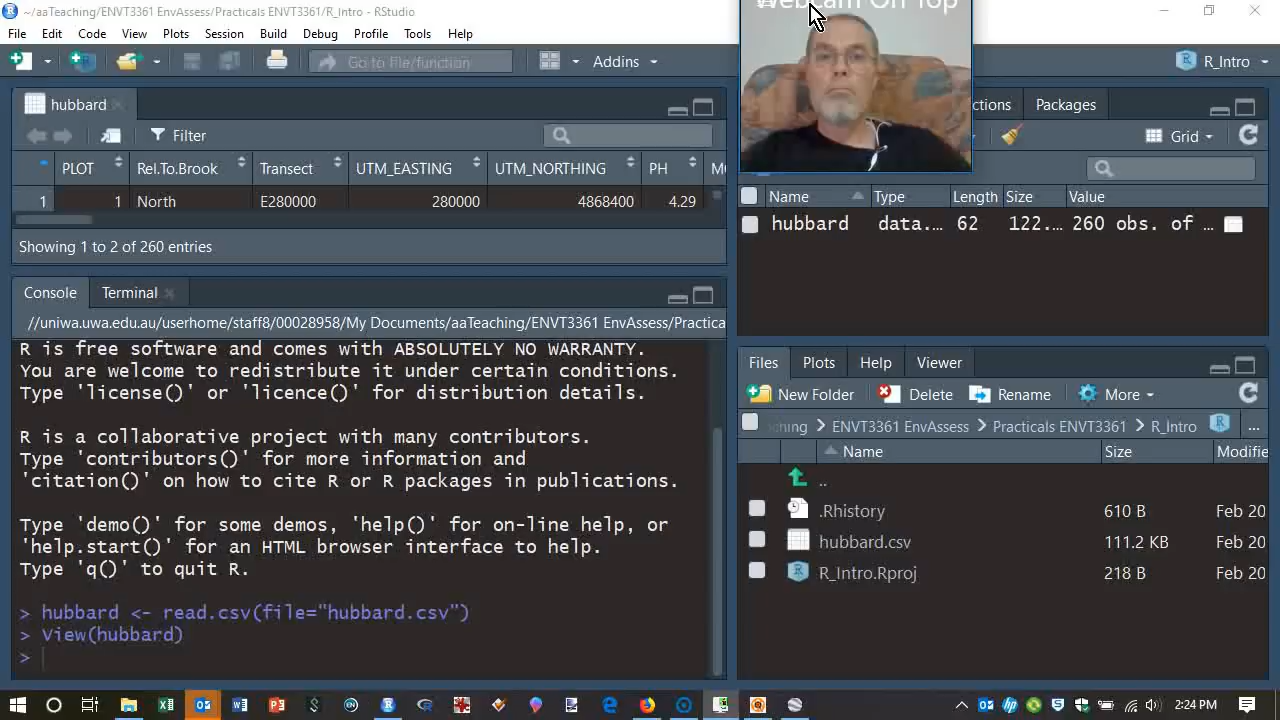 ~/aaTeaching/ENVT3361 EnvAssess/Practicals ENVT3361/R_Intro - RStudio
Webcam On Top
File Edit Code View Plots Session Build Debug Profile Tools Help
Go to file/function Addins R_Intro
hubbard
Packages
Filter
Grid
PLOT Rel.To.Brook Transect UTM_EASTING UTM_NORTHING PH
1 1 North E280000 280000 4868400 4.29
Showing 1 to 2 of 260 entries
Name Type Length Size Value
hubbard data.… 62 122.… 260 obs. of …
Console Terminal
//uniwa.uwa.edu.au/userhome/staff8/00028958/My Documents/aaTeaching/ENVT3361 EnvAssess/Practica
R is free software and comes with ABSOLUTELY NO WARRANTY.
You are welcome to redistribute it under certain conditions.
Type 'license()' or 'licence()' for distribution details.
R is a collaborative project with many contributors.
Type 'contributors()' for more information and
'citation()' on how to cite R or R packages in publications.
Type 'demo()' for some demos, 'help()' for on-line help, or
'help.start()' for an HTML browser interface to help.
Type 'q()' to quit R.
> hubbard <- read.csv(file="hubbard.csv")
> View(hubbard)
>
Files Plots Help Viewer
New Folder Delete Rename More
ching ENVT3361 EnvAssess Practicals ENVT3361 R_Intro ...
Name Size Modifie
..
.Rhistory 610 B Feb 20
hubbard.csv 111.2 KB Feb 20
R_Intro.Rproj 218 B Feb 20
2:24 PM